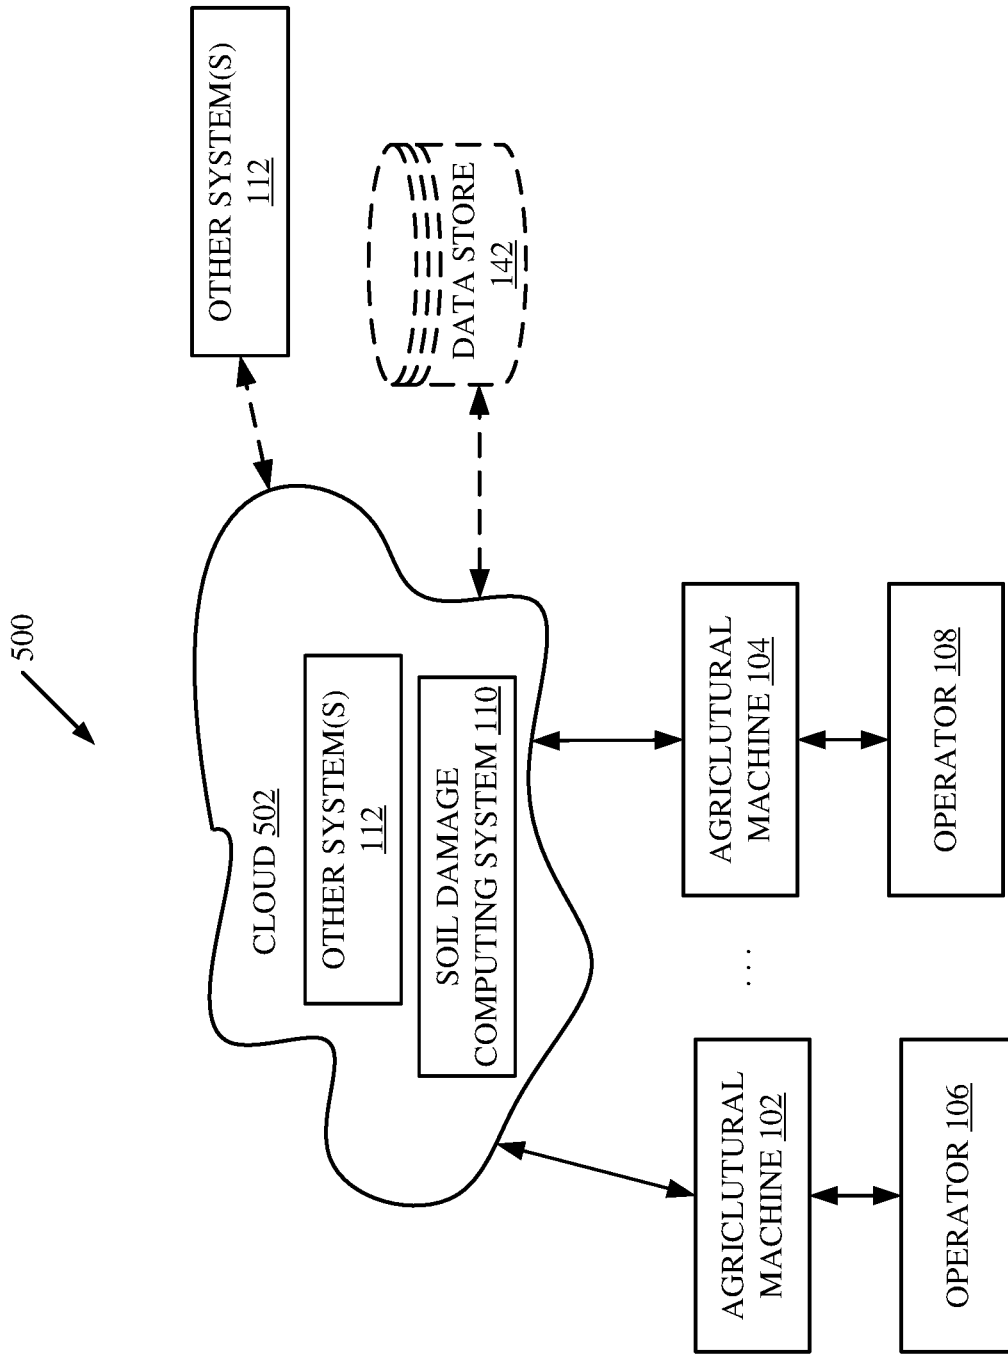 500
CLOUD 502
OTHER SYSTEM(S)
112
SOIL DAMAGE
COMPUTING SYSTEM 110
OTHER SYSTEM(S)
112
DATA STORE
142
AGRICLUTURAL
MACHINE 102
. . . .
AGRICLUTURAL
MACHINE 104
OPERATOR 106
OPERATOR 108